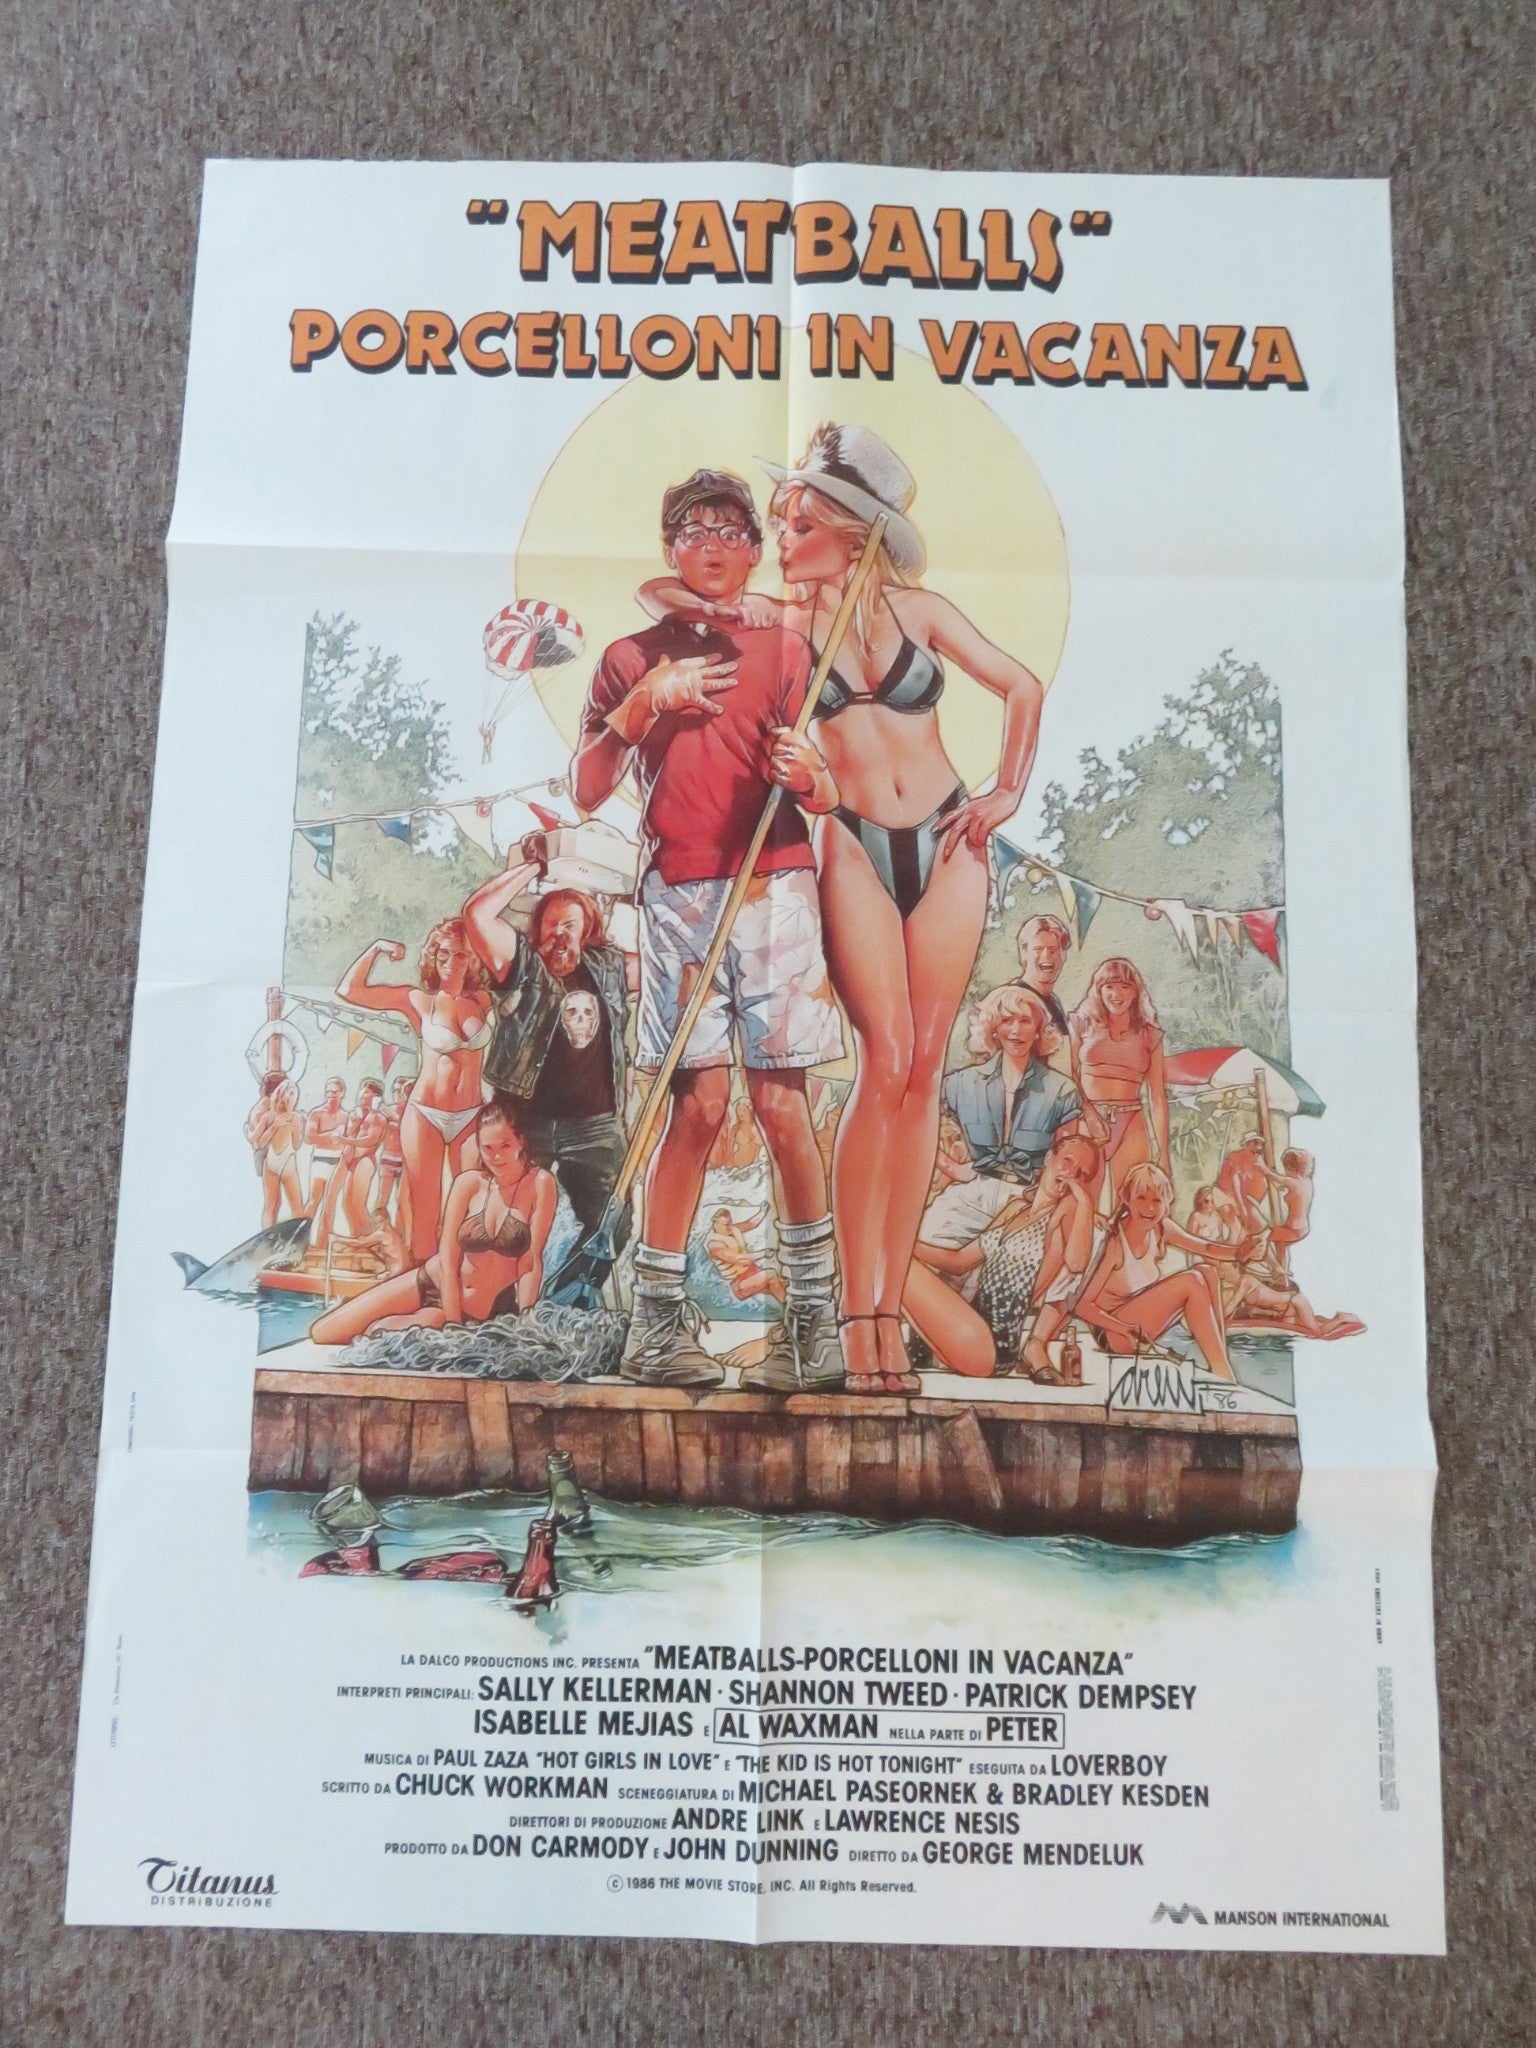 "MEATBALLS"
PORCELLONI IN VACANZA
drew
86
LA DALCO PRODUCTIONS INC. PRESENTA "MEATBALLS-PORCELLONI IN VACANZA"
INTERPRETI PRINCIPALI: SALLY KELLERMAN · SHANNON TWEED · PATRICK DEMPSEY
ISABELLE MEJIAS E AL WAXMAN NELLA PARTE DI PETER
MUSICA DI PAUL ZAZA "HOT GIRLS IN LOVE" E "THE KID IS HOT TONIGHT" ESEGUITA DA LOVERBOY
SCRITTO DA CHUCK WORKMAN SCENEGGIATURA DI MICHAEL PASEORNEK & BRADLEY KESDEN
DIRETTORI DI PRODUZIONE ANDRE LINK E LAWRENCE NESIS
PRODOTTO DA DON CARMODY E JOHN DUNNING DIRETTO DA GEORGE MENDELUK
© 1986 THE MOVIE STORE, INC. All Rights Reserved.
Titanus
DISTRIBUZIONE
MANSON INTERNATIONAL